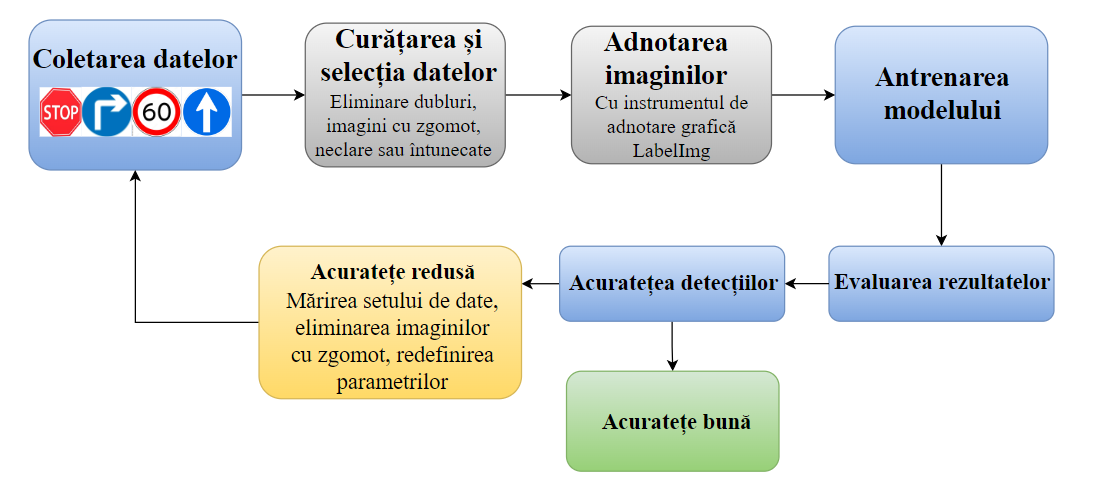 Coletarea datelor
STOP
60
Curățarea și
selecția datelor
Eliminare dubluri,
imagini cu zgomot,
neclare sau întunecate
Adnotarea
imaginilor
Cu instrumentul de
adnotare grafică
LabelImg
Antrenarea
modelului
Evaluarea rezultatelor
Acuratețea detecțiilor
Acuratețe redusă
Mărirea setului de date,
eliminarea imaginilor
cu zgomot, redefinirea
parametrilor
Acuratețe bună